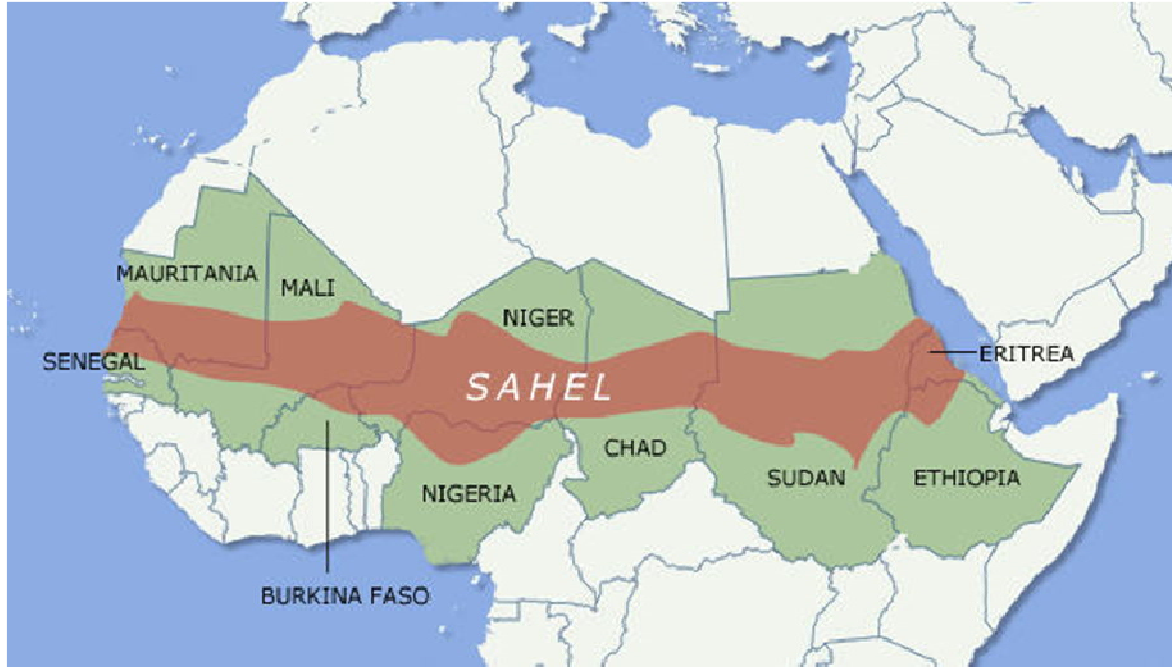 MAURITANIA
MALI
NIGER
SENEGAL
ERITREA
SAHEL
CHAD
SUDAN
ETHIOPIA
NIGERIA
BURKINA FASO